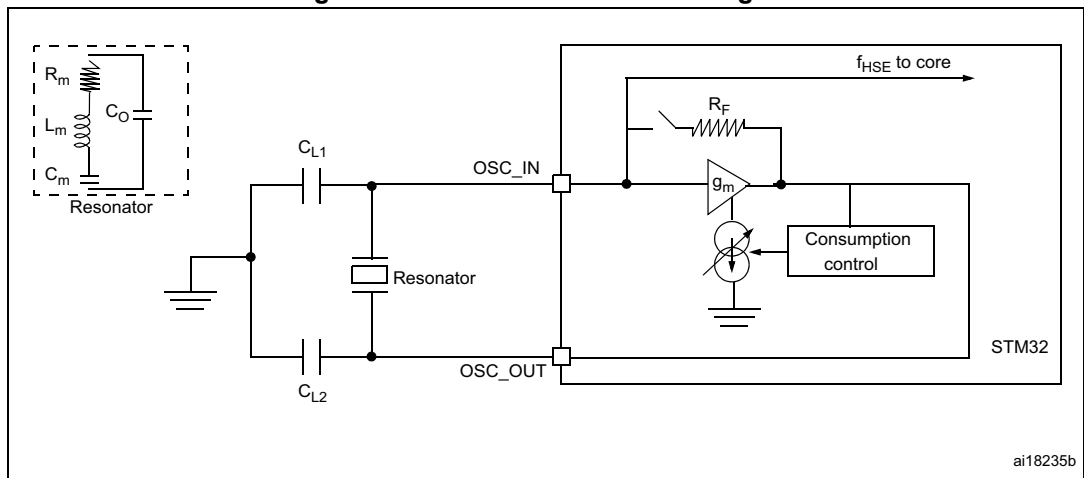 fHSE to core
Rm
RF
CO
Lm
CL1
OSC_IN
Cm
gm
Resonator
Consumption
control
Resonator
STM32
OSC_OUT
CL2
ai18235b